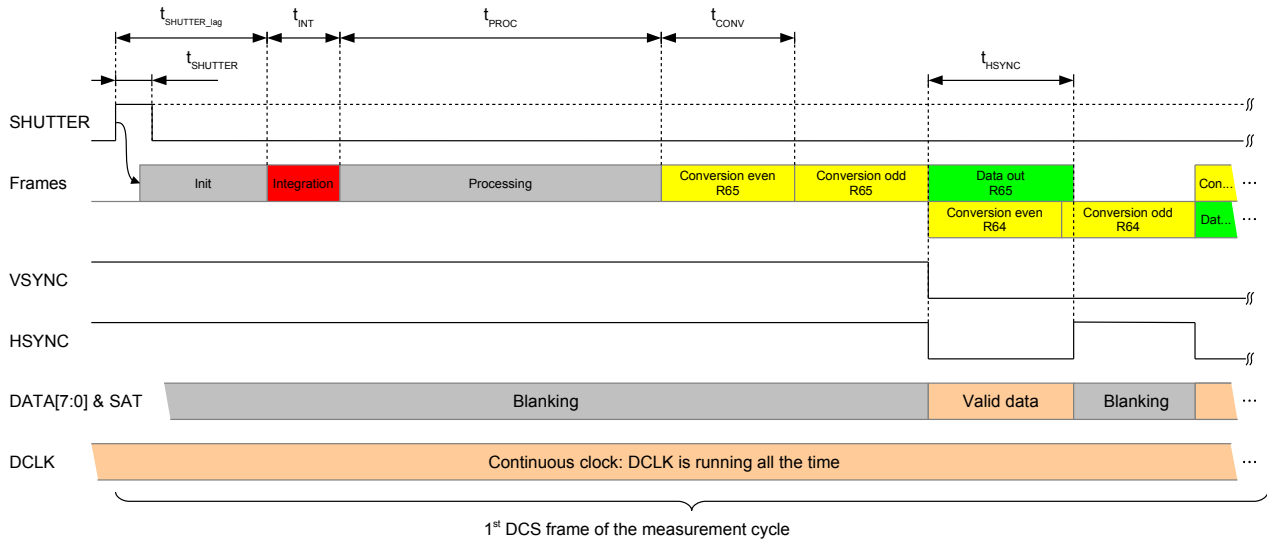 tSHUTTER_lag tINT tPROC tCONV
tSHUTTER tHSYNC
SHUTTER
Frames Init Integration Processing Conversion even R65 Conversion odd R65 Data out R65 Con... ...
Conversion even R64 Conversion odd R64 Dat... ...
VSYNC
HSYNC
DATA[7:0] & SAT Blanking Valid data Blanking ...
DCLK Continuous clock: DCLK is running all the time ...
1st DCS frame of the measurement cycle